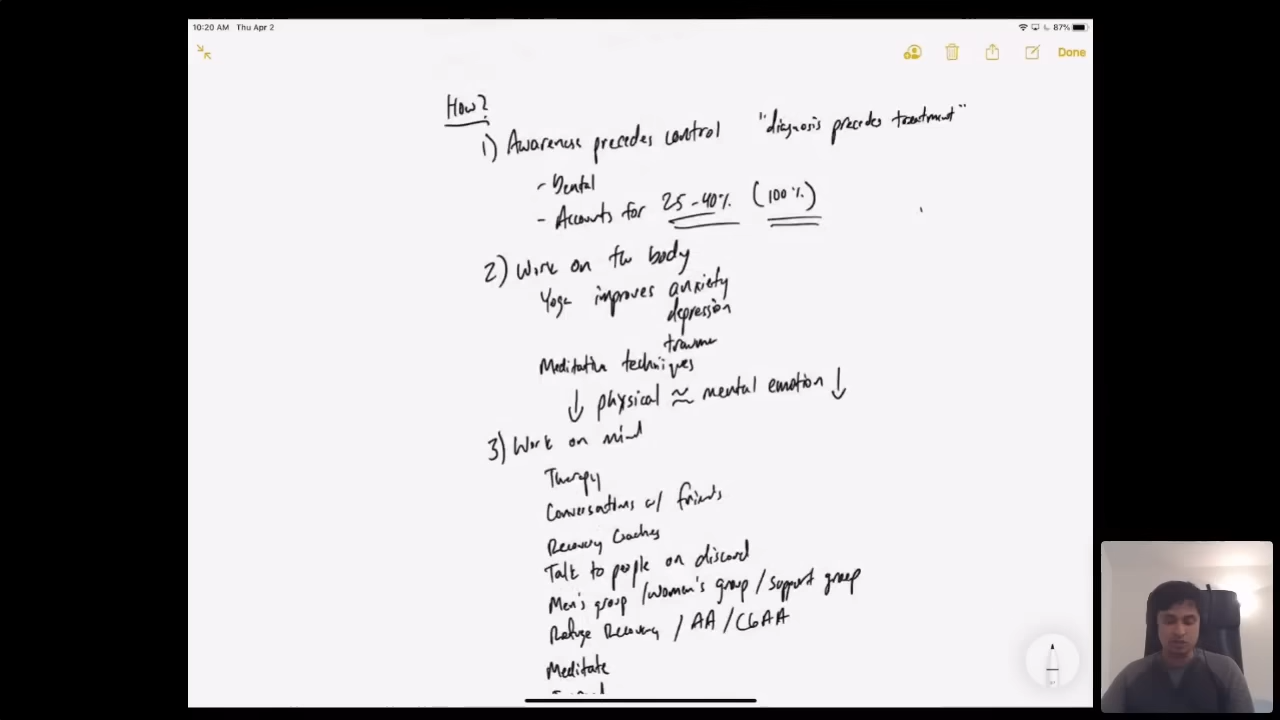 10:20 AM Thu Apr 2
87%
Done
How?
1) Awareness precedes control "diagnosis precedes treatment"
- Dental
- Accounts for 25-40% (100%)
2) Work on the body
Yoga improves anxiety
depression
trauma
Meditative techniques
↓ physical ≈ mental emotion ↓
3) Work on mind
Therapy
Conversations w/ friends
Recovery Coaches
Talk to people on discord
Men's group /women's group / support group
Refuge Recovery / AA / CGAA
Meditate